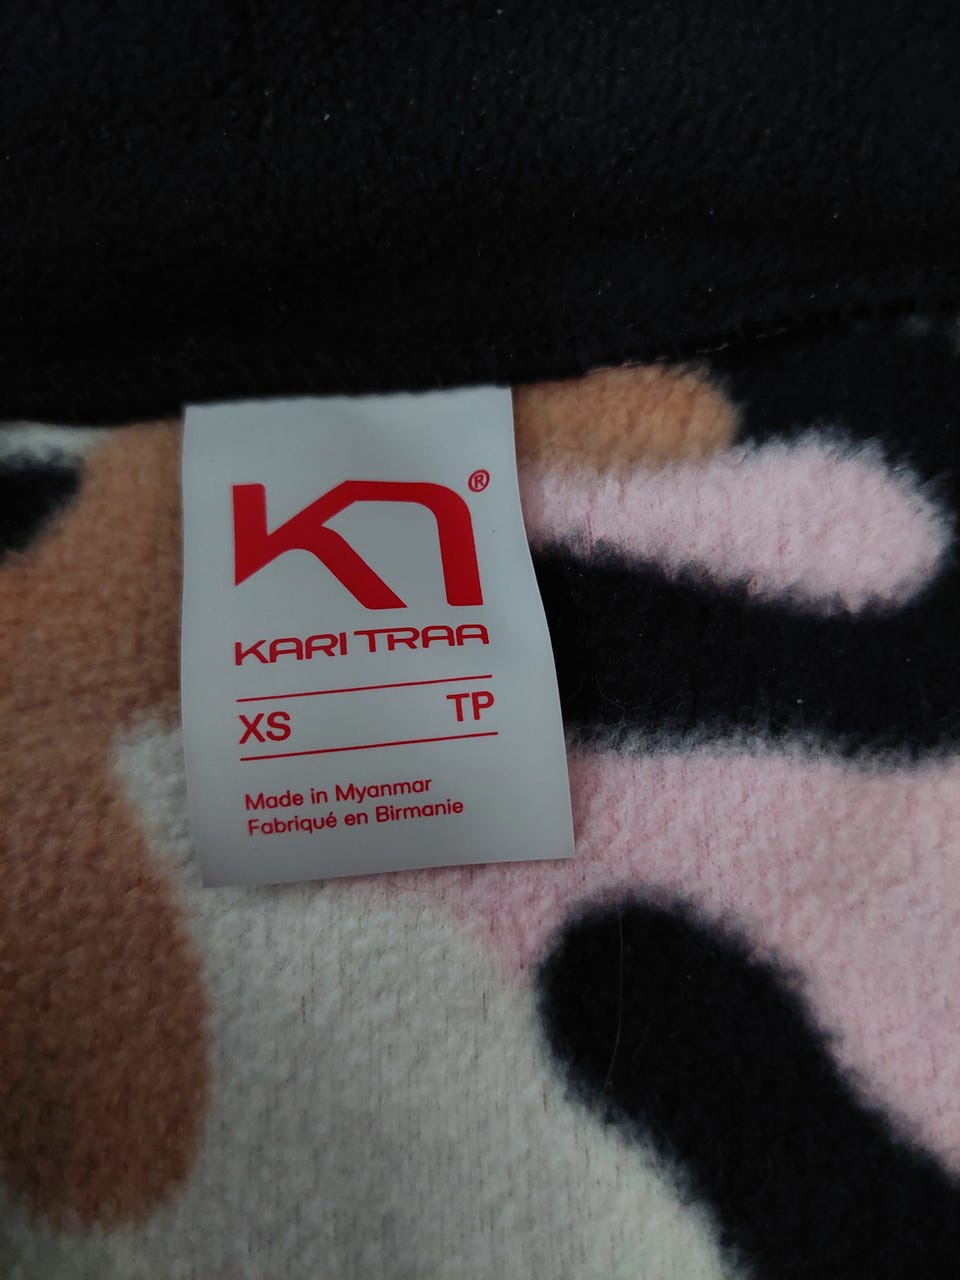 KARI TRAA
XS TP
Made in Myanmar
Fabriqué en Birmanie